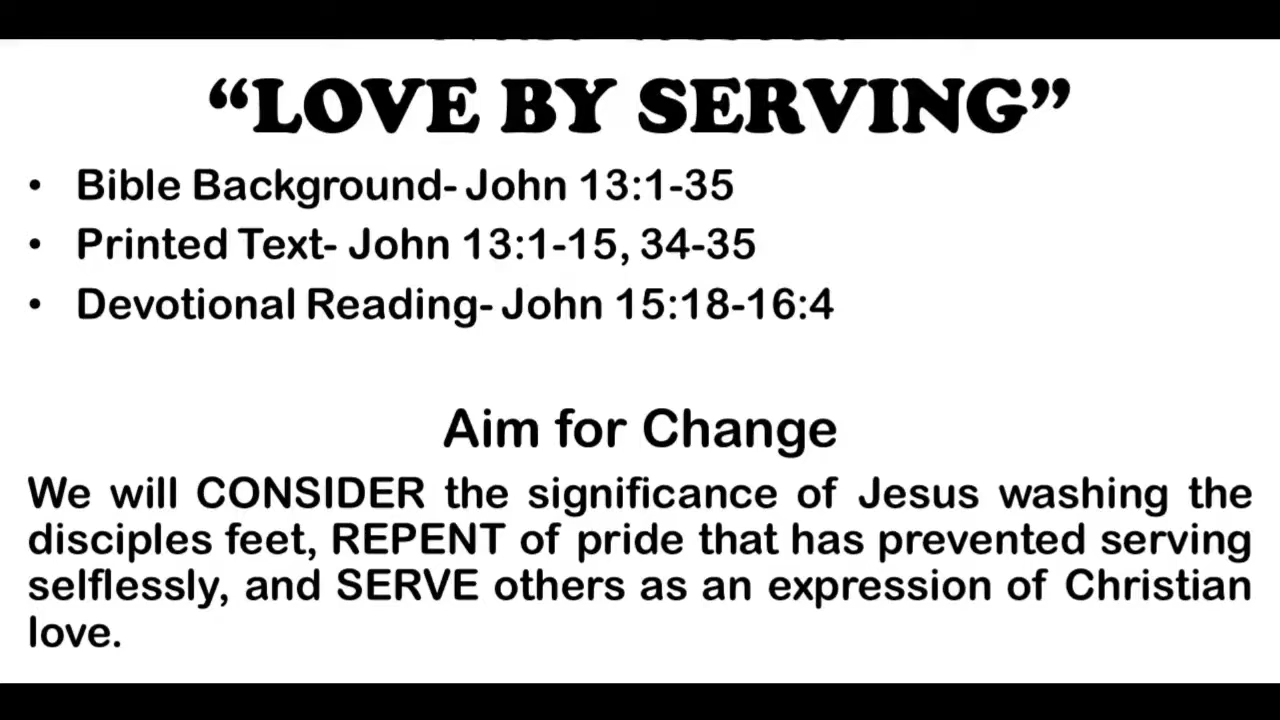 “LOVE BY SERVING”
• Bible Background- John 13:1-35
• Printed Text- John 13:1-15, 34-35
• Devotional Reading- John 15:18-16:4
Aim for Change
We will CONSIDER the significance of Jesus washing the
disciples feet, REPENT of pride that has prevented serving
selflessly, and SERVE others as an expression of Christian
love.